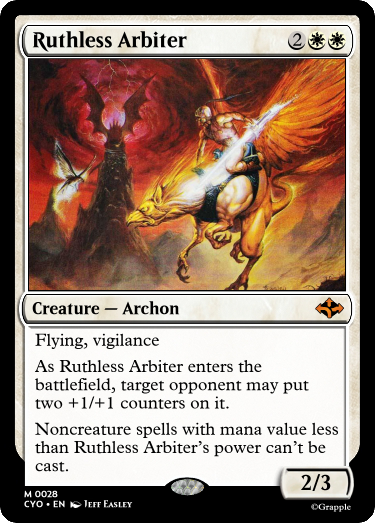 Ruthless Arbiter 2
Creature — Archon
Flying, vigilance
As Ruthless Arbiter enters the
battlefield, target opponent may put
two +1/+1 counters on it.
Noncreature spells with mana value less
than Ruthless Arbiter's power can't be
cast.
2/3
M 0028
CYO • EN Jeff Easley
©Grapple